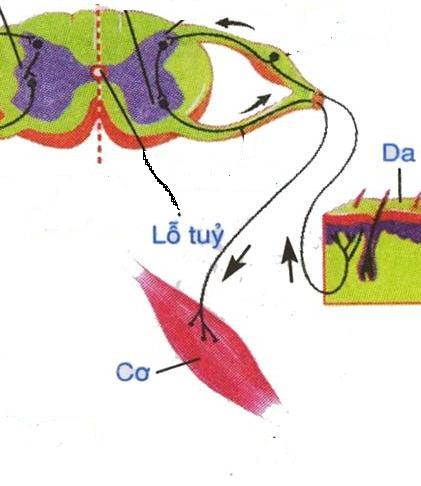 Da
Lỗ tuỷ
Cơ